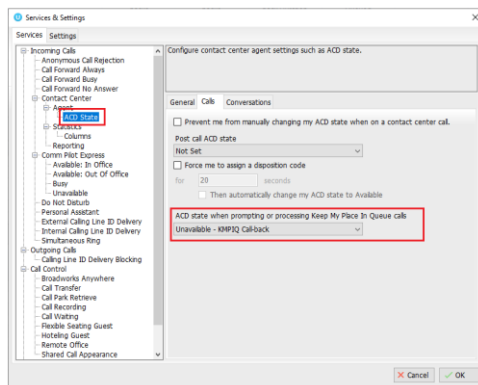 Services & Settings
Services Settings
Incoming Calls
Anonymous Call Rejection
Call Forward Always
Call Forward Busy
Call Forward No Answer
Contact Center
Agent
ACD State
Statistics
Columns
Reporting
Comm Pilot Express
Available: In Office
Available: Out Of Office
Busy
Unavailable
Do Not Disturb
Personal Assistant
External Calling Line ID Delivery
Internal Calling Line ID Delivery
Simultaneous Ring
Outgoing Calls
Calling Line ID Delivery Blocking
Call Control
Broadworks Anywhere
Call Transfer
Call Park Retrieve
Call Recording
Call Waiting
Flexible Seating Guest
Hoteling Guest
Remote Office
Shared Call Appearance
Configure contact center agent settings such as ACD state.
General Calls Conversations
Prevent me from manually changing my ACD state when on a contact center call.
Post call ACD state
Not Set
Force me to assign a disposition code
for 20 seconds
Then automatically change my ACD state to Available
ACD state when prompting or processing Keep My Place In Queue calls
Unavailable - KMPIQ Call-back
Cancel OK